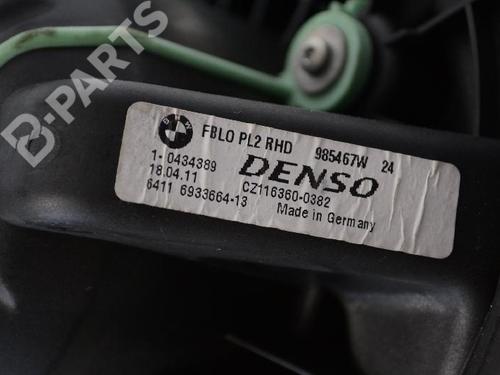 B-PARTS
FBLO PL2 RHD 985467W 24
1-0434389
18.04.11
DENSO
CZ116360-0382
6411 6933664-13
Made in Germany